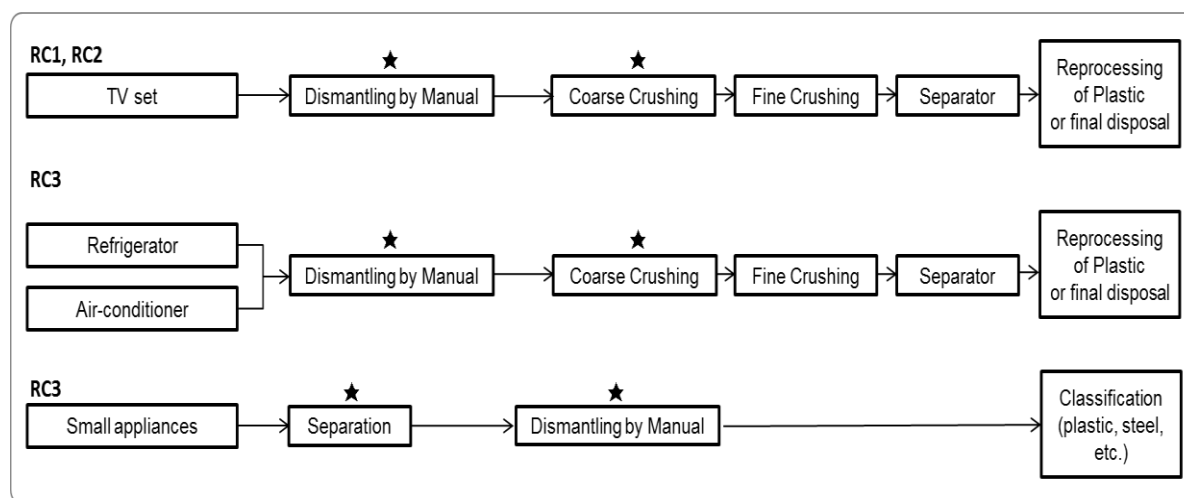 RC1, RC2
TV set
Dismantling by Manual
Coarse Crushing
Fine Crushing
Separator
Reprocessing
of Plastic
or final disposal
RC3
Refrigerator
Air-conditioner
Dismantling by Manual
Coarse Crushing
Fine Crushing
Separator
Reprocessing
of Plastic
or final disposal
RC3
Small appliances
Separation
Dismantling by Manual
Classification
(plastic, steel,
etc.)